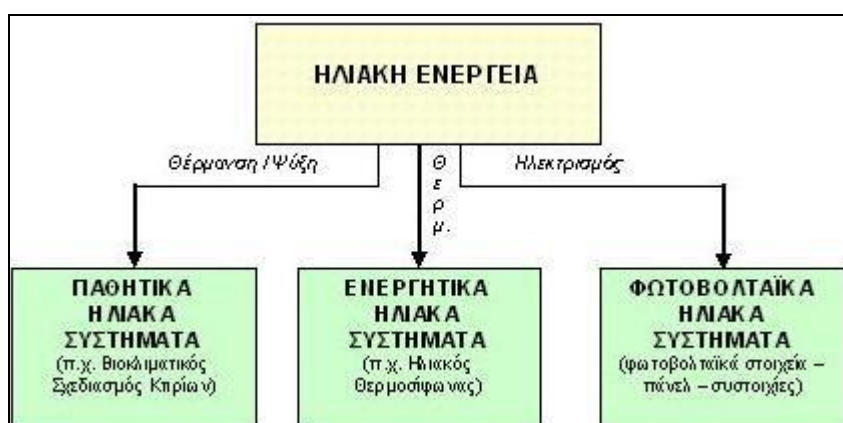 ΗΛΙΑΚΗ ΕΝΕΡΓΕΙΑ
Θέρμανση /Ψύξη
Θερμ.
Ηλεκτρισμός
ΠΑΘΗΤΙΚΑ
ΗΛΙΑΚΑ
ΣΥΣΤΗΜΑΤΑ
(π.χ. Βιοκλιματικός
Σχεδιασμός Κτιρίων)
ΕΝΕΡΓΗΤΙΚΑ
ΗΛΙΑΚΑ
ΣΥΣΤΗΜΑΤΑ
(π.χ. Ηλιακός
Θερμοσίφωνας)
ΦΩΤΟΒΟΛΤΑΪΚΑ
ΗΛΙΑΚΑ
ΣΥΣΤΗΜΑΤΑ
(φωτοβολταϊκά στοιχεία –
πάνελ – συστοιχίες)